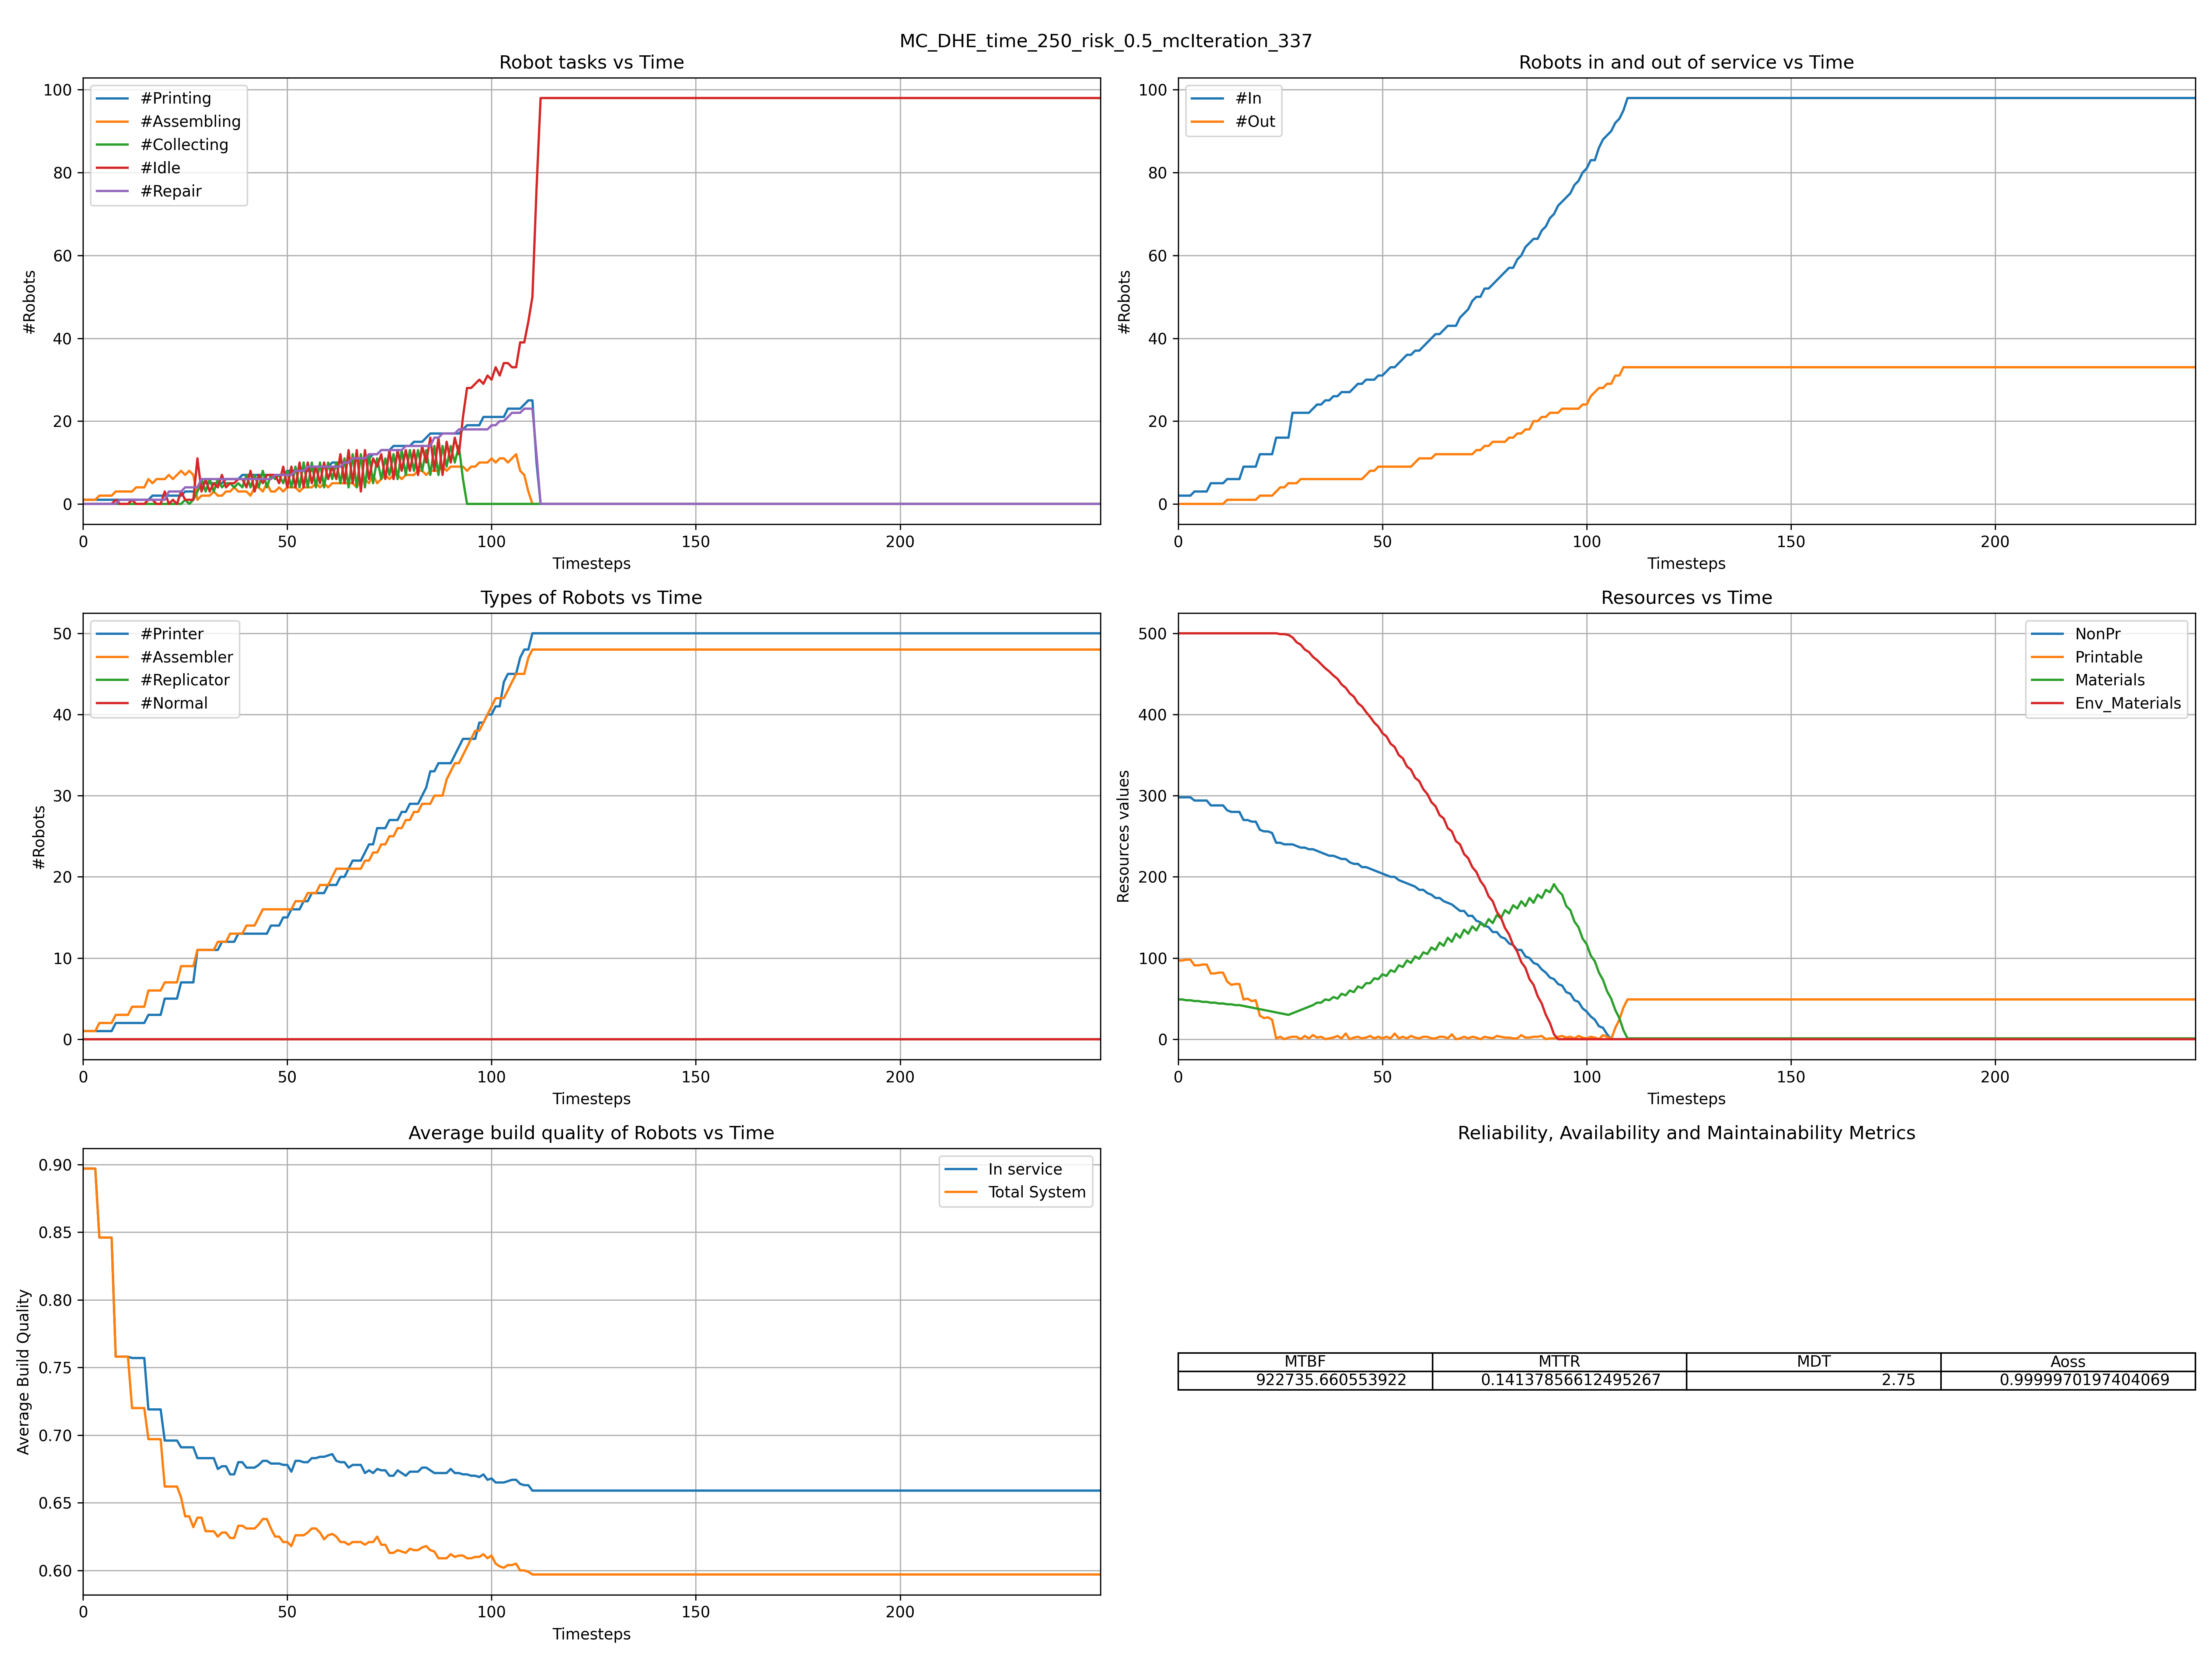 MC_DHE_time_250_risk_0.5_mcIteration_337
Robot tasks vs Time
100
80
60
40
20
0
#Robots
#Printing
#Assembling
#Collecting
#Idle
#Repair
0 50 100 150 200
Timesteps
Robots in and out of service vs Time
100
80
60
40
20
0
#Robots
#In
#Out
0 50 100 150 200
Timesteps
Types of Robots vs Time
50
40
30
20
10
0
#Robots
#Printer
#Assembler
#Replicator
#Normal
0 50 100 150 200
Timesteps
Resources vs Time
500
400
300
200
100
0
Resources values
NonPr
Printable
Materials
Env_Materials
0 50 100 150 200
Timesteps
Average build quality of Robots vs Time
0.90
0.85
0.80
0.75
0.70
0.65
0.60
Average Build Quality
In service
Total System
0 50 100 150 200
Timesteps
Reliability, Availability and Maintainability Metrics
MTBF MTTR MDT Aoss
922735.660553922 0.14137856612495267 2.75 0.9999970197404069